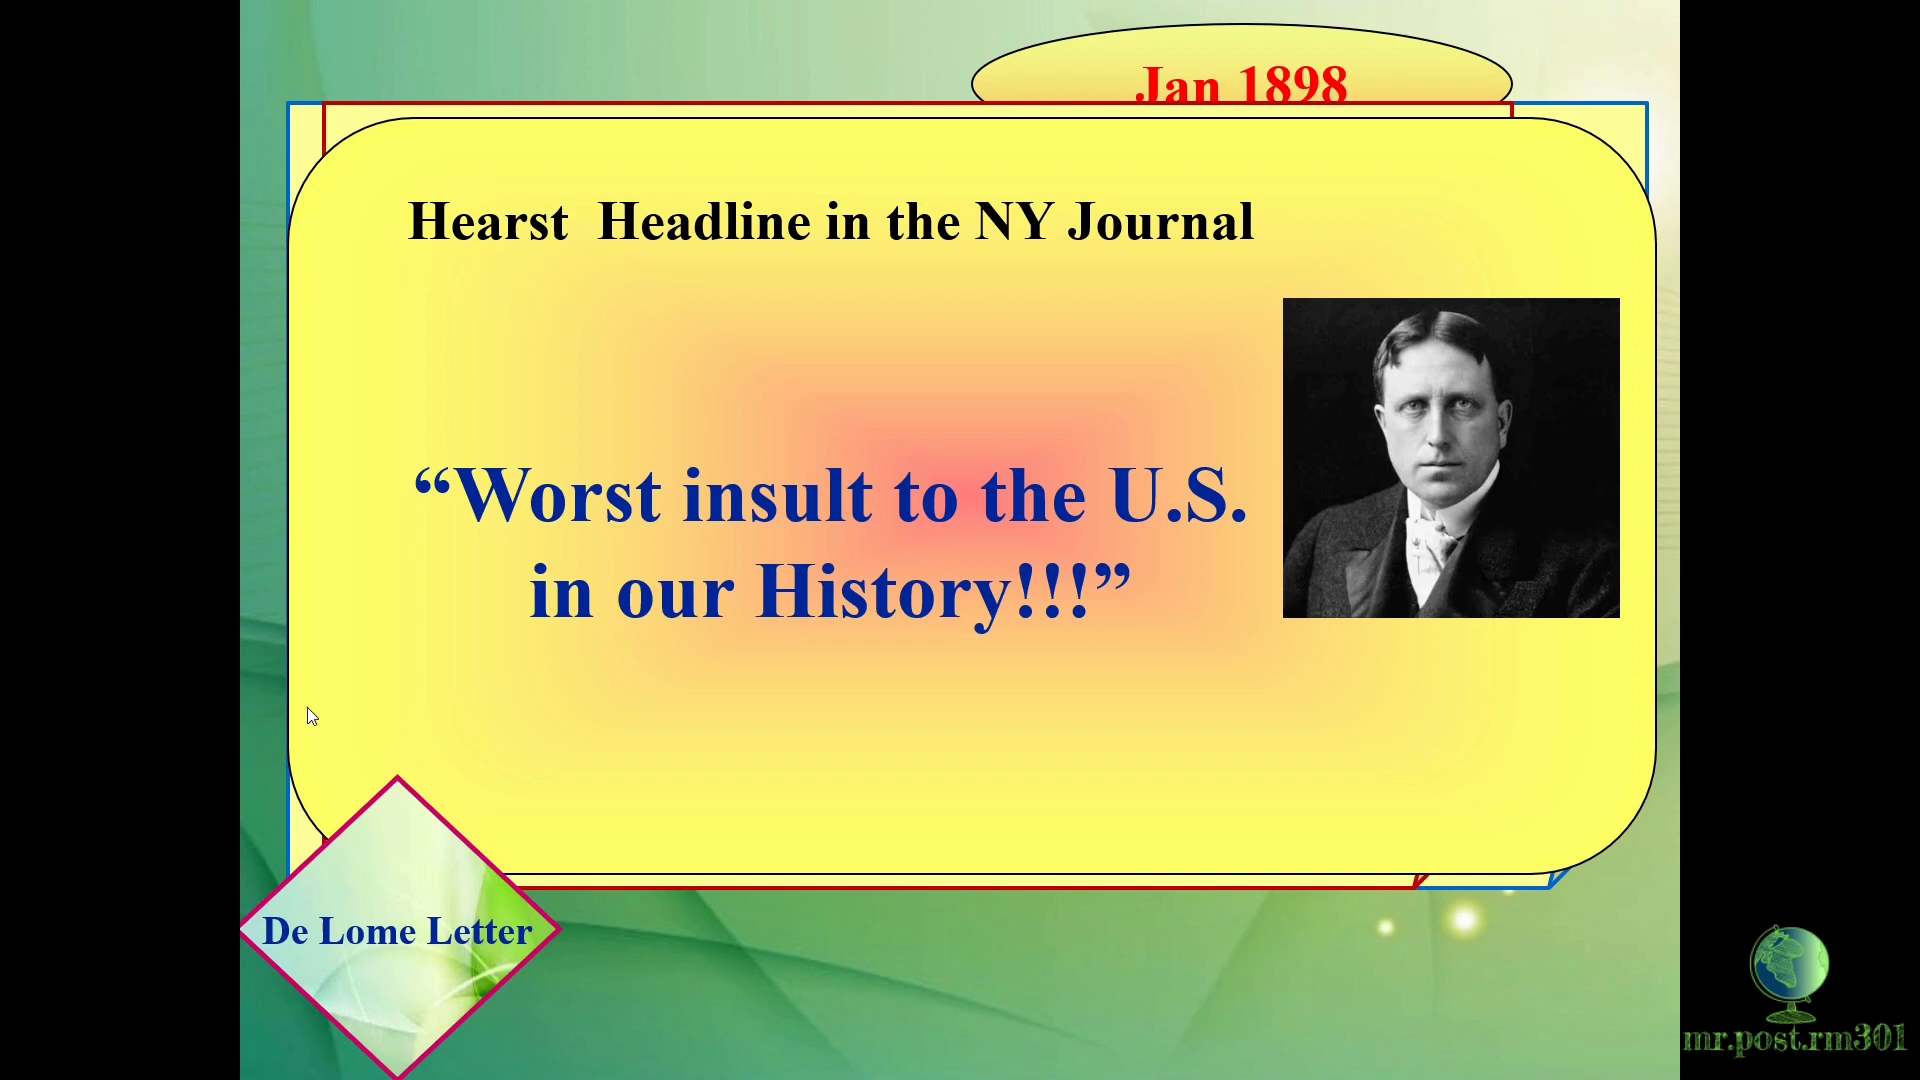 Jan 1898
Hearst  Headline in the NY Journal
“Worst insult to the U.S.
in our History!!!”
De Lome Letter
mr.post.rm301